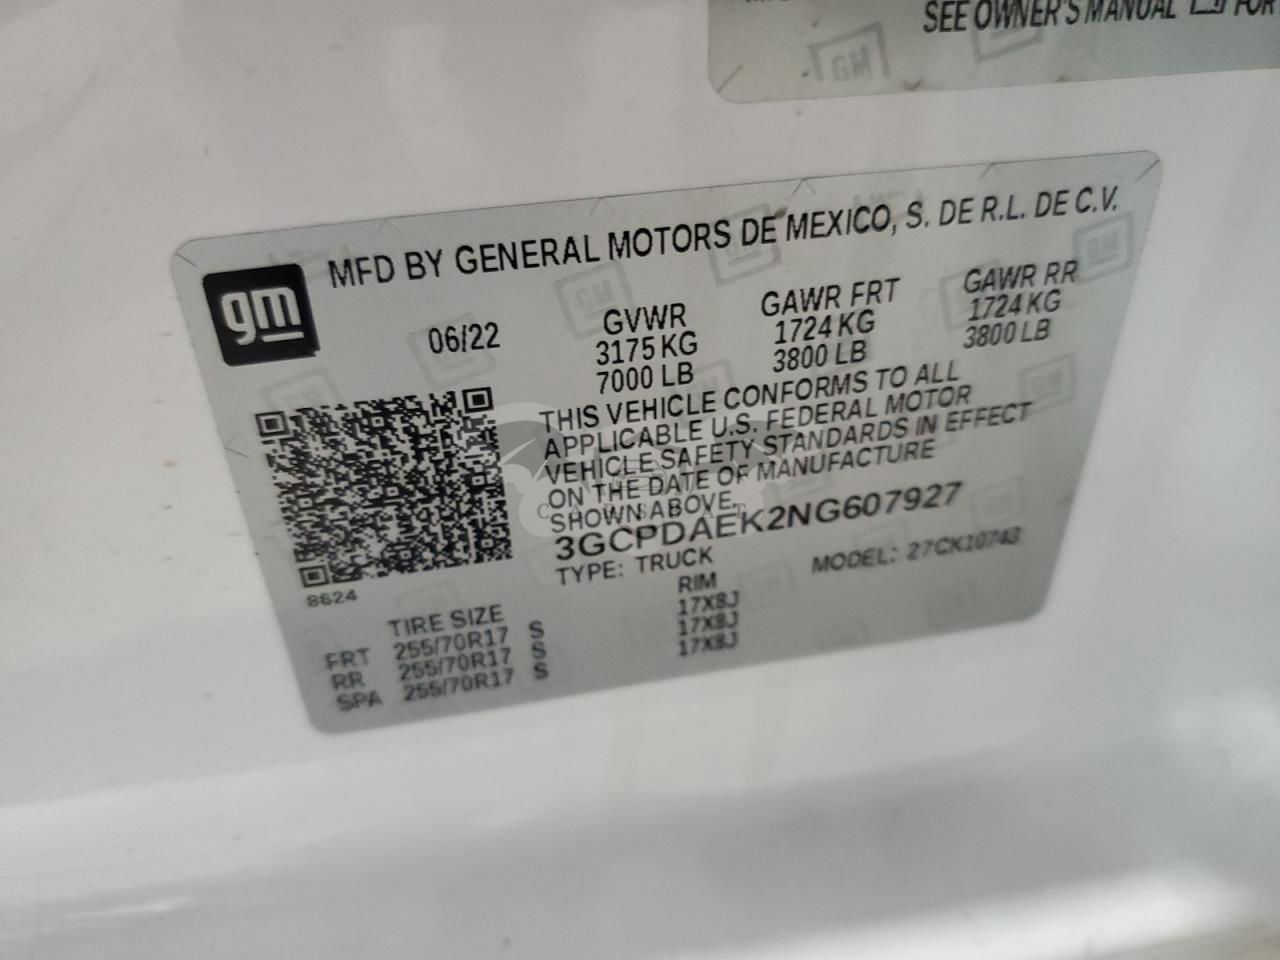 SEE OWNER'S MANUAL FOR
gm
MFD BY GENERAL MOTORS DE MEXICO, S. DE R.L. DE C.V.
06/22 GVWR GAWR FRT GAWR RR
3175 KG 1724 KG 1724 KG
7000 LB 3800 LB 3800 LB
THIS VEHICLE CONFORMS TO ALL
APPLICABLE U.S. FEDERAL MOTOR
VEHICLE SAFETY STANDARDS IN EFFECT
ON THE DATE OF MANUFACTURE
SHOWN ABOVE.
3GCPDAEK2NG607927
TYPE: TRUCK MODEL: 27CK10743
8624
TIRE SIZE RIM
FRT 255/70R17 S 17X8J
RR 255/70R17 S 17X8J
SPA 255/70R17 S 17X8J